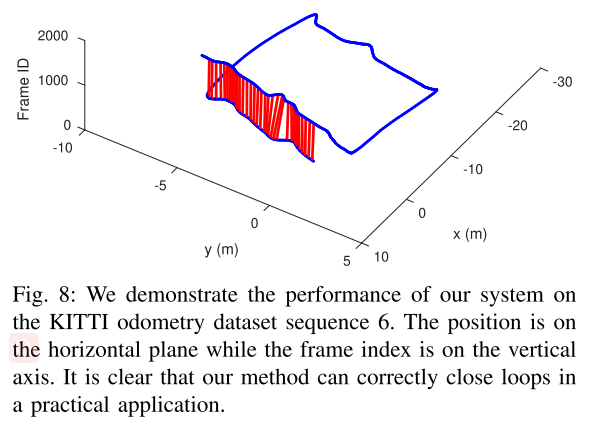 2000
1000
0
Frame ID
-10
-5
0
5
y (m)
10
0
-10
-20
-30
x (m)
Fig. 8: We demonstrate the performance of our system on
the KITTI odometry dataset sequence 6. The position is on
the horizontal plane while the frame index is on the vertical
axis. It is clear that our method can correctly close loops in
a practical application.